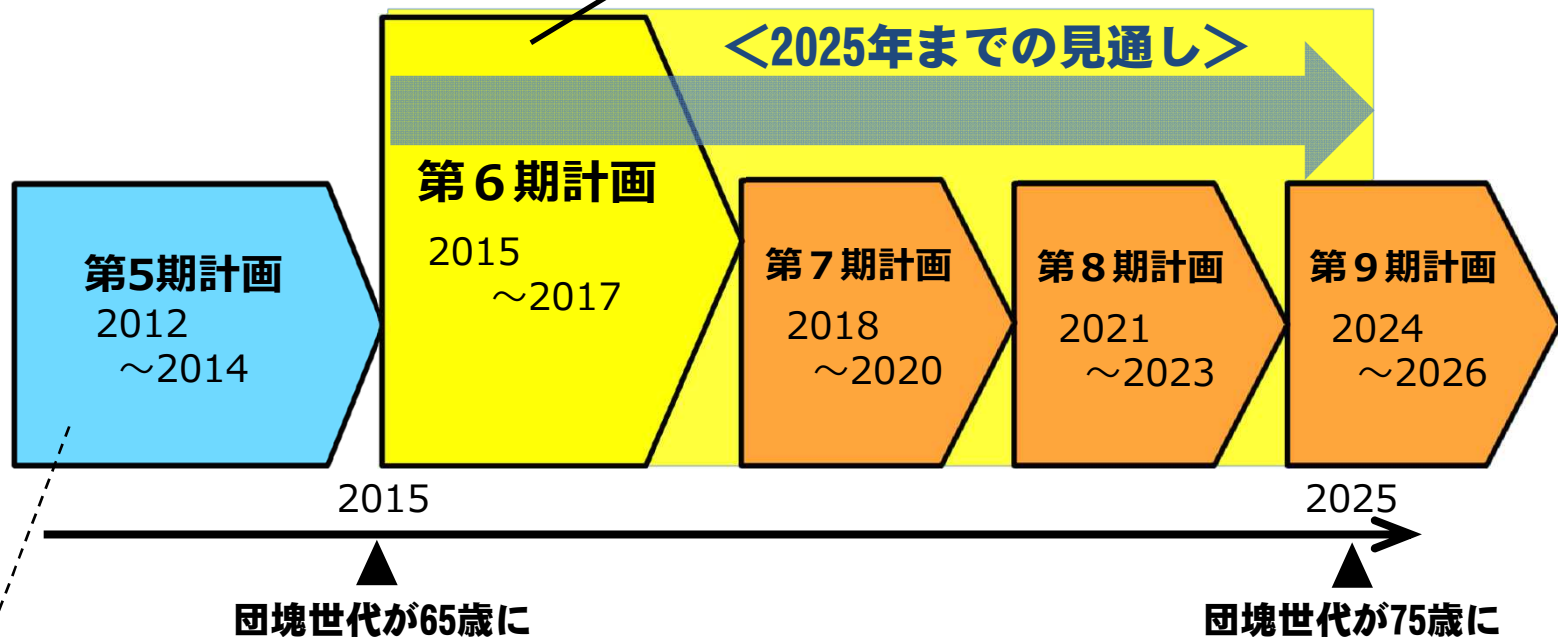 ＜2025年までの見通し＞
第5期計画
2012
～2014
第６期計画
2015
～2017
第７期計画
2018
～2020
第８期計画
2021
～2023
第９期計画
2024
～2026
2015
2025
団塊世代が65歳に
団塊世代が75歳に